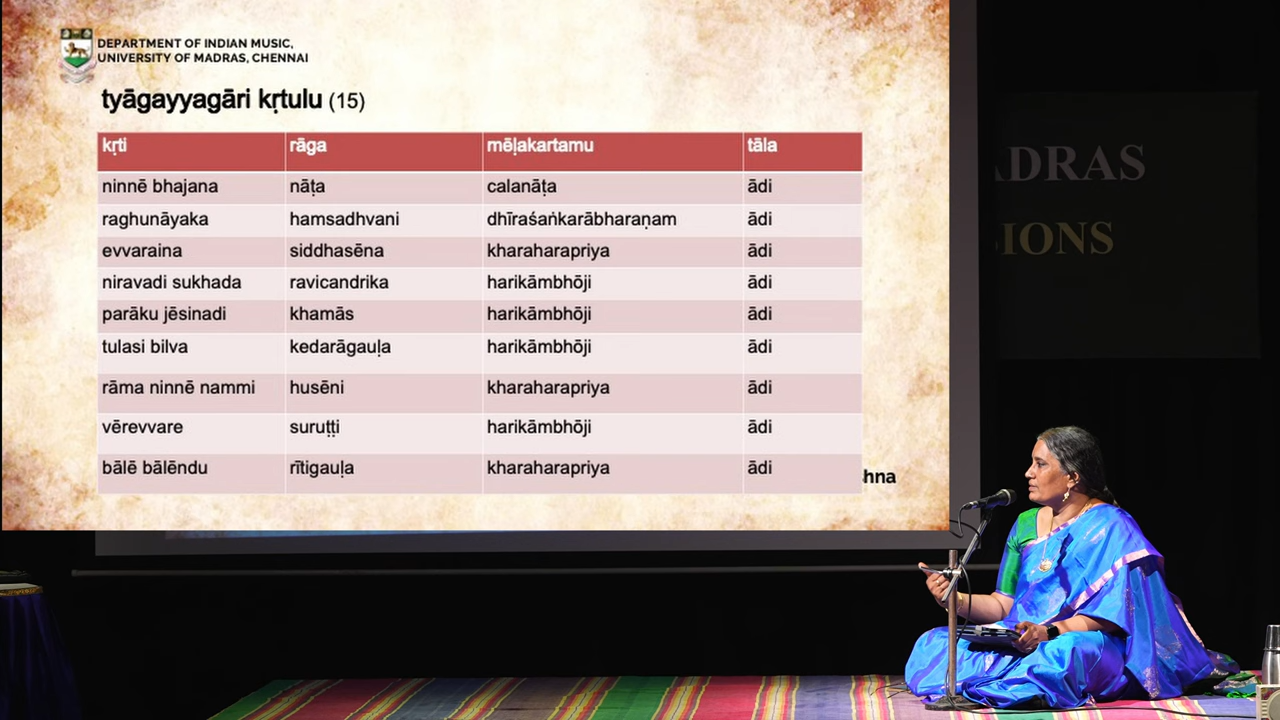 DEPARTMENT OF INDIAN MUSIC,
UNIVERSITY OF MADRAS, CHENNAI
tyāgayyagāri kṛtulu (15)
kṛti rāga mēḷakartamu tāla
ninnē bhajana nāṭa calanāṭa ādi
raghunāyaka hamsadhvani dhīraśaṅkarābharaṇam ādi
evvaraina siddhasēna kharaharapriya ādi
niravadi sukhada ravicandrika harikāmbhōji ādi
parāku jēsinadi khamās harikāmbhōji ādi
tulasi bilva kedarāgauḷa harikāmbhōji ādi
rāma ninnē nammi husēni kharaharapriya ādi
vērevvare suruṭṭi harikāmbhōji ādi
bālē bālēndu rītigauḷa kharaharapriya ādi
hna
ADRAS
SIONS